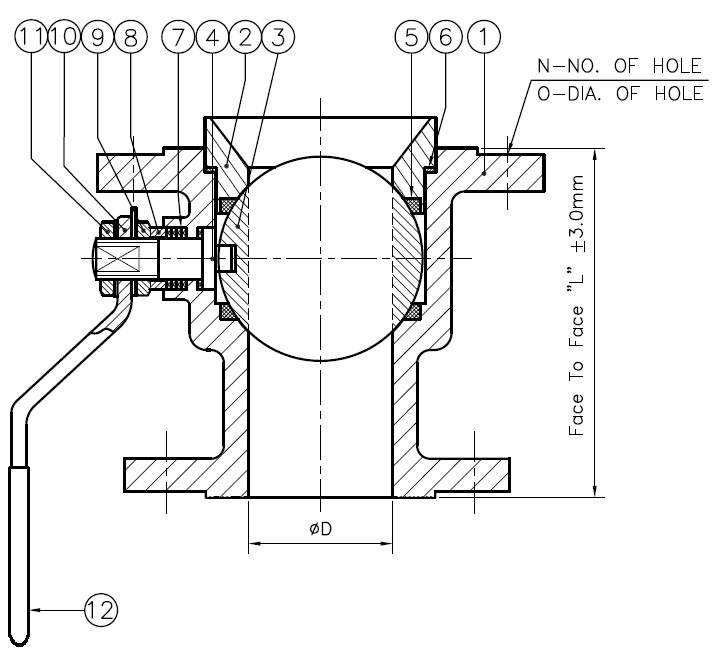 11 10 9 8 7 4 2 3 5 6 1
N-NO. OF HOLE
O-DIA. OF HOLE
Face To Face "L" ±3.0mm
øD
12